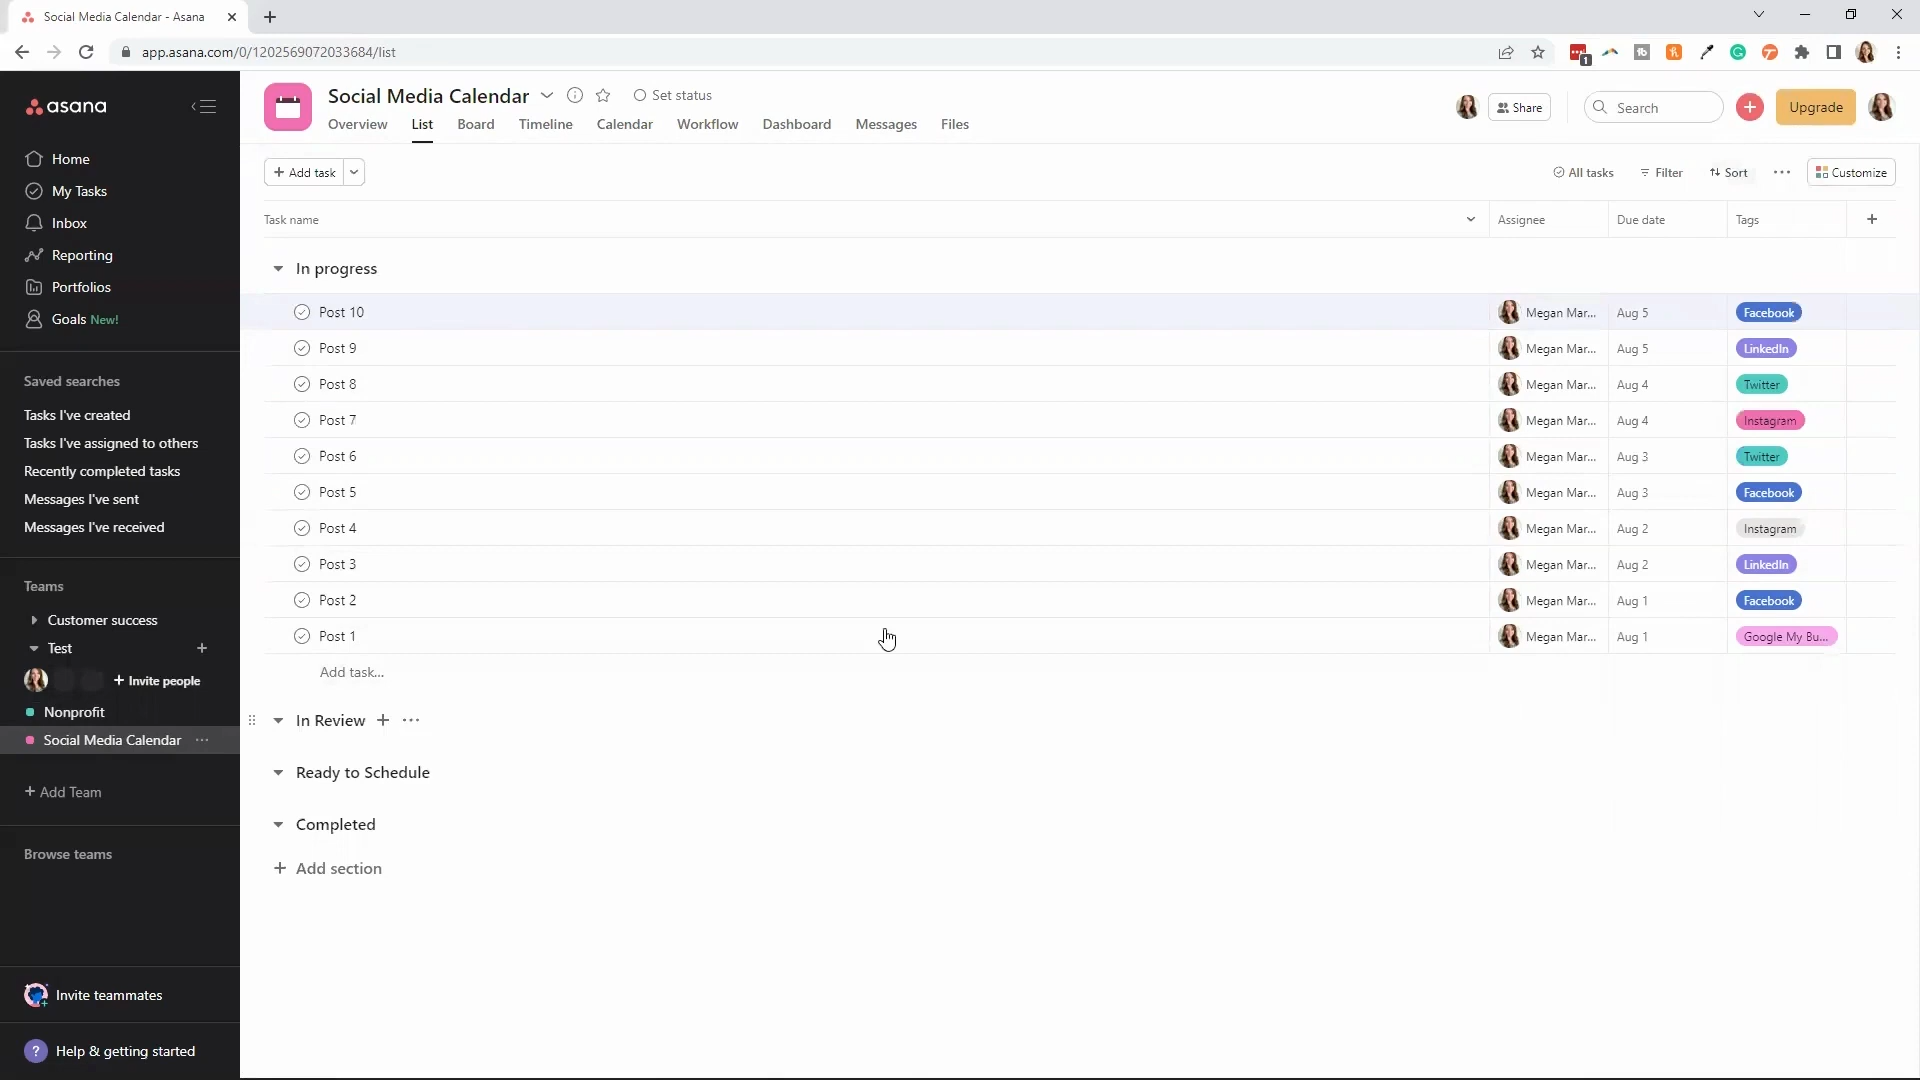 Social Media Calendar - Asana
app.asana.com/0/1202569072033684/list
1
asana
Home
My Tasks
Inbox
Reporting
Portfolios
Goals New!
Saved searches
Tasks I've created
Tasks I've assigned to others
Recently completed tasks
Messages I've sent
Messages I've received
Teams
Customer success
Test
+ Invite people
Nonprofit
Social Media Calendar ...
+ Add Team
Browse teams
Invite teammates
? Help & getting started
Social Media Calendar Set status
Overview List Board Timeline Calendar Workflow Dashboard Messages Files
Share Search Upgrade
+ Add task All tasks Filter Sort ... Customize
Task name Assignee Due date Tags +
In progress
Post 10 Megan Mar... Aug 5 Facebook
Post 9 Megan Mar... Aug 5 LinkedIn
Post 8 Megan Mar... Aug 4 Twitter
Post 7 Megan Mar... Aug 4 Instagram
Post 6 Megan Mar... Aug 3 Twitter
Post 5 Megan Mar... Aug 3 Facebook
Post 4 Megan Mar... Aug 2 Instagram
Post 3 Megan Mar... Aug 2 LinkedIn
Post 2 Megan Mar... Aug 1 Facebook
Post 1 Megan Mar... Aug 1 Google My Bu...
Add task...
In Review + ...
Ready to Schedule
Completed
+ Add section